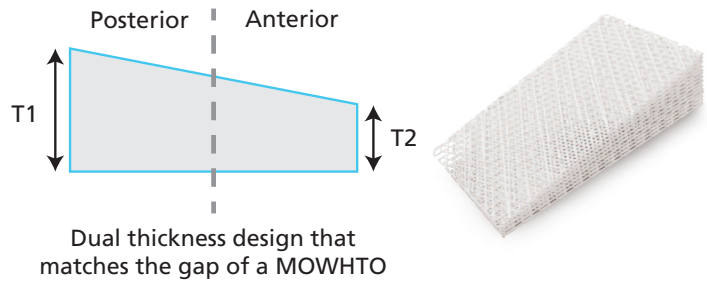 Posterior
Anterior
T1
T2
Dual thickness design that
matches the gap of a MOWHTO